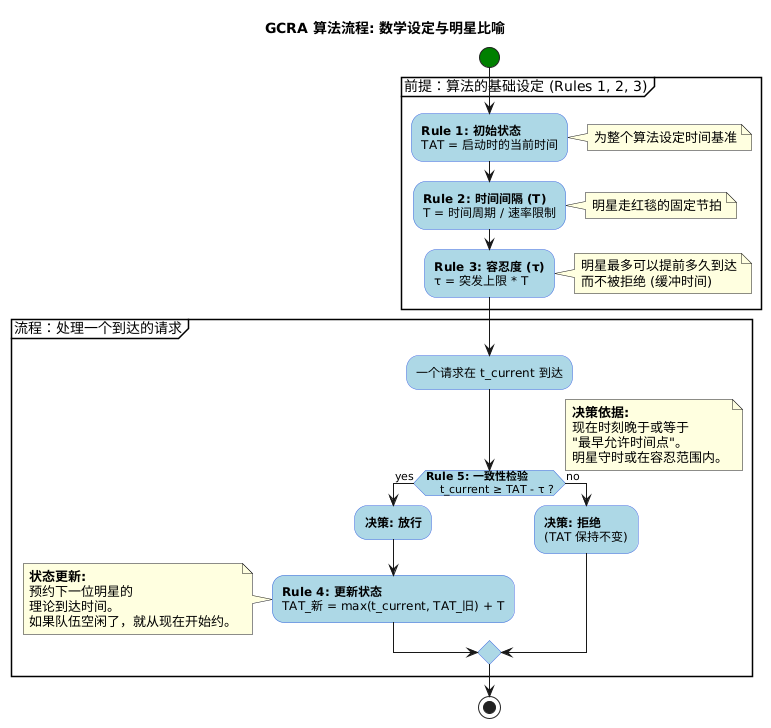 GCRA 算法流程: 数学设定与明星比喻
前提：算法的基础设定 (Rules 1, 2, 3)
Rule 1: 初始状态
TAT = 启动时的当前时间
为整个算法设定时间基准
Rule 2: 时间间隔 (T)
T = 时间周期 / 速率限制
明星走红毯的固定节拍
Rule 3: 容忍度 (τ)
τ = 突发上限 * T
明星最多可以提前多久到达
而不被拒绝 (缓冲时间)
流程：处理一个到达的请求
一个请求在 t_current 到达
决策依据:
现在时刻晚于或等于
"最早允许时间点"。
明星守时或在容忍范围内。
Rule 5: 一致性检验
t_current ≥ TAT - τ ?
yes
no
决策: 放行
决策: 拒绝
(TAT 保持不变)
状态更新:
预约下一位明星的
理论到达时间。
如果队伍空闲了，就从现在开始约。
Rule 4: 更新状态
TAT_新 = max(t_current, TAT_旧) + T